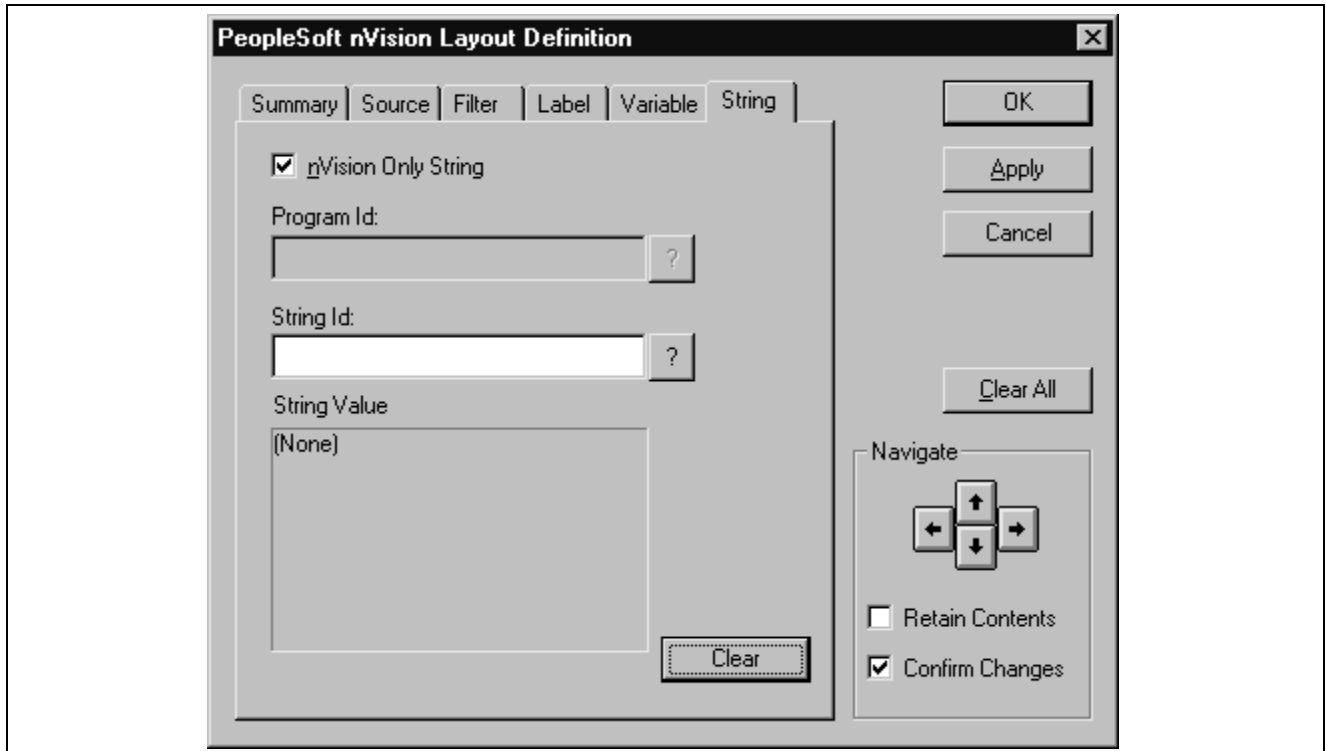 PeopleSoft nVision Layout Definition
Summary
Source
Filter
Label
Variable
String
nVision Only String
Program Id:
?
String Id:
?
String Value
(None)
Clear
OK
Apply
Cancel
Clear All
Navigate
Retain Contents
Confirm Changes